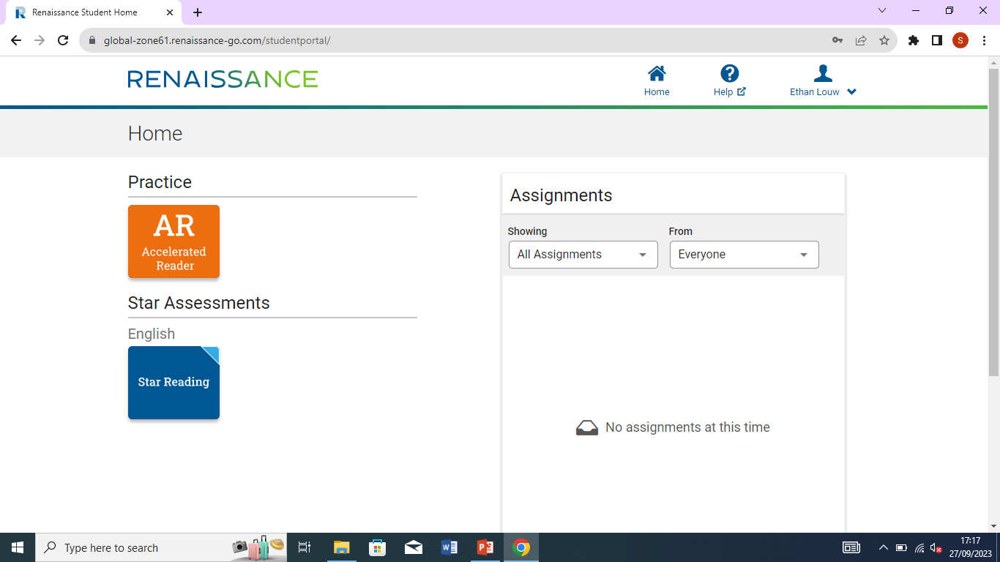 Renaissance Student Home
global-zone61.renaissance-go.com/studentportal/
S
RENAISSANCE
Home
Help
Ethan Louw
Home
Practice
AR
Accelerated
Reader
Star Assessments
English
Star Reading
Assignments
Showing
From
All Assignments
Everyone
No assignments at this time
Type here to search
17:17
27/09/2023